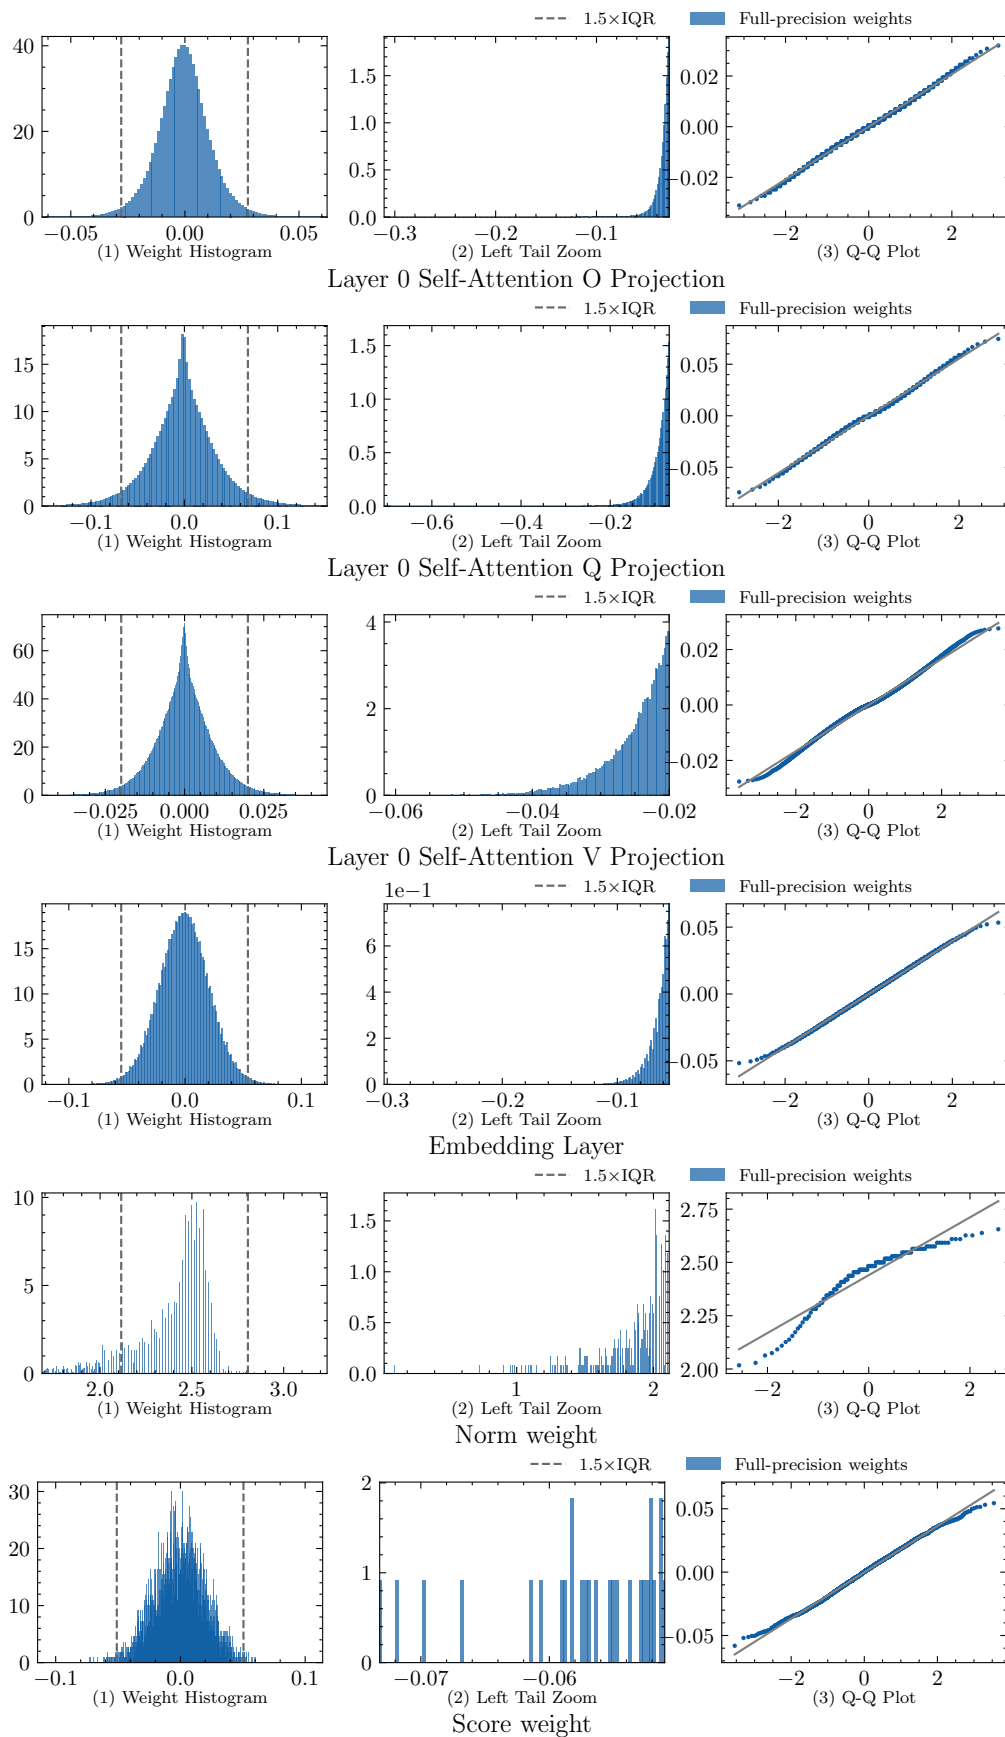 1.5×IQR Full-precision weights
40
20
0
−0.05 0.00 0.05
(1) Weight Histogram
1.5
1.0
0.5
0.0
−0.3 −0.2 −0.1
(2) Left Tail Zoom
0.02
0.00
−0.02
−2 0 2
(3) Q-Q Plot
Layer 0 Self-Attention O Projection
1.5×IQR Full-precision weights
15
10
5
0
−0.1 0.0 0.1
(1) Weight Histogram
1.5
1.0
0.5
0.0
−0.6 −0.4 −0.2
(2) Left Tail Zoom
0.05
0.00
−0.05
−2 0 2
(3) Q-Q Plot
Layer 0 Self-Attention Q Projection
1.5×IQR Full-precision weights
60
40
20
0
−0.025 0.000 0.025
(1) Weight Histogram
4
2
0
−0.06 −0.04 −0.02
(2) Left Tail Zoom
0.02
0.00
−0.02
−2 0 2
(3) Q-Q Plot
Layer 0 Self-Attention V Projection
1.5×IQR Full-precision weights
15
10
5
0
−0.1 0.0 0.1
(1) Weight Histogram
1e−1
6
4
2
0
−0.3 −0.2 −0.1
(2) Left Tail Zoom
0.05
0.00
−0.05
−2 0 2
(3) Q-Q Plot
Embedding Layer
1.5×IQR Full-precision weights
10
5
0
2.0 2.5 3.0
(1) Weight Histogram
1.5
1.0
0.5
0.0
1 2
(2) Left Tail Zoom
2.75
2.50
2.25
2.00
−2 0 2
(3) Q-Q Plot
Norm weight
1.5×IQR Full-precision weights
30
20
10
0
−0.1 0.0 0.1
(1) Weight Histogram
2
1
0
−0.07 −0.06
(2) Left Tail Zoom
0.05
0.00
−0.05
−2 0 2
(3) Q-Q Plot
Score weight